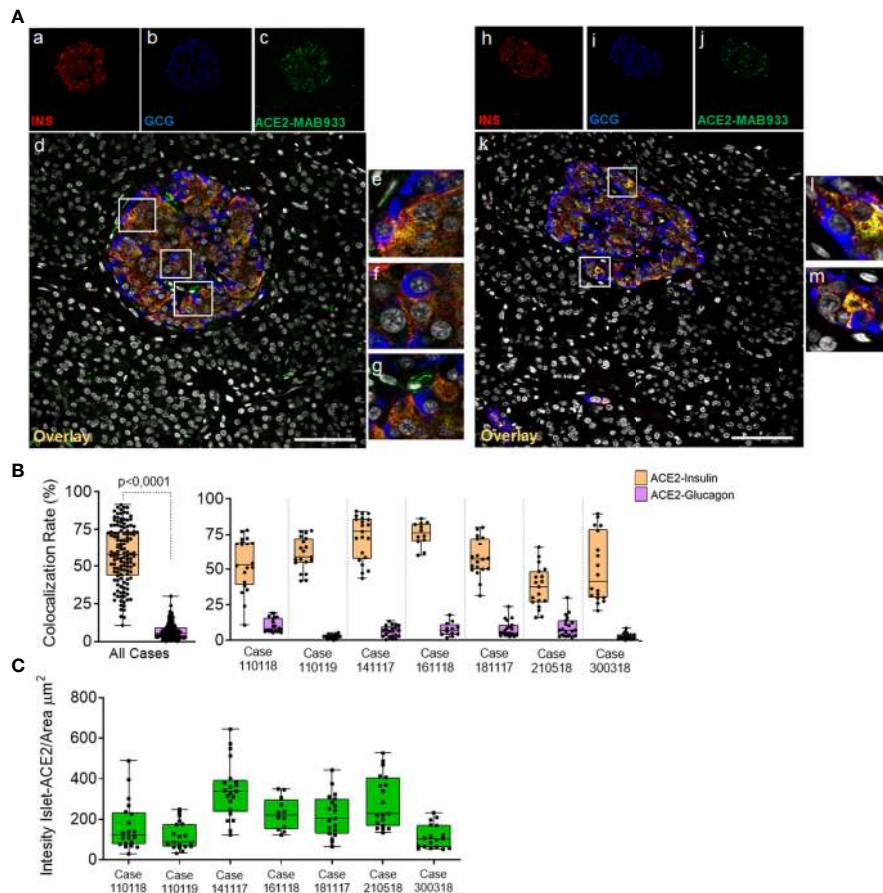 A
a
b
c
INS
GCG
ACE2-MAB933
d
e
f
g
Overlay
h
i
j
INS
GCG
ACE2-MAB933
k
l
m
Overlay
B
p<0,0001
Colocalization Rate (%)
100
75
50
25
0
All Cases
75
50
25
0
ACE2-Insulin
ACE2-Glucagon
Case 110118
Case 110119
Case 141117
Case 161118
Case 181117
Case 210518
Case 300318
C
Intesity Islet-ACE2/Area µm²
800
600
400
200
0
Case 110118
Case 110119
Case 141117
Case 161118
Case 181117
Case 210518
Case 300318